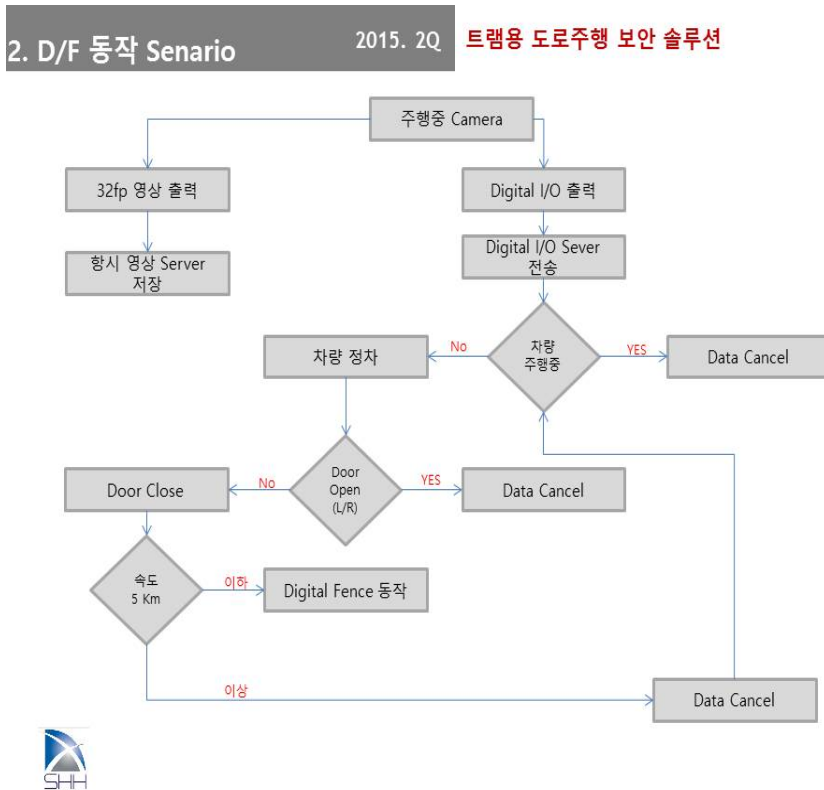 2. D/F 동작 Senario
2015. 2Q
트램용 도로주행 보안 솔루션
주행중 Camera
32fp 영상 출력
Digital I/O 출력
항시 영상 Server
저장
Digital I/O Sever
전송
차량 정차
No
차량
주행중
YES
Data Cancel
Door Close
No
Door
Open
(L/R)
YES
Data Cancel
속도
5 Km
이하
Digital Fence 동작
이상
Data Cancel
SHH